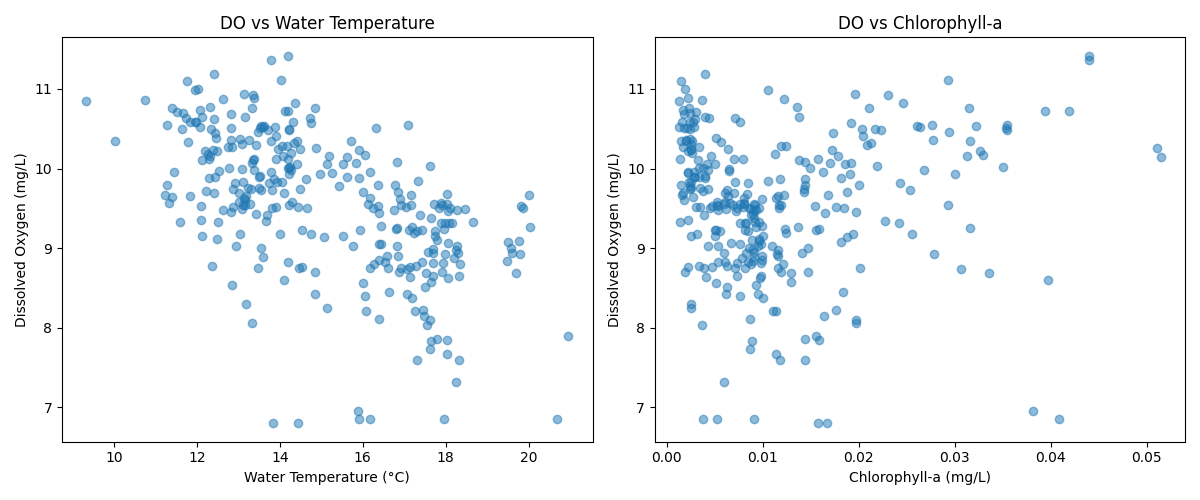 DO vs Water Temperature
Dissolved Oxygen (mg/L)
11
10
9
8
7
10 12 14 16 18 20
Water Temperature (°C)
DO vs Chlorophyll-a
Dissolved Oxygen (mg/L)
11
10
9
8
7
0.00 0.01 0.02 0.03 0.04 0.05
Chlorophyll-a (mg/L)